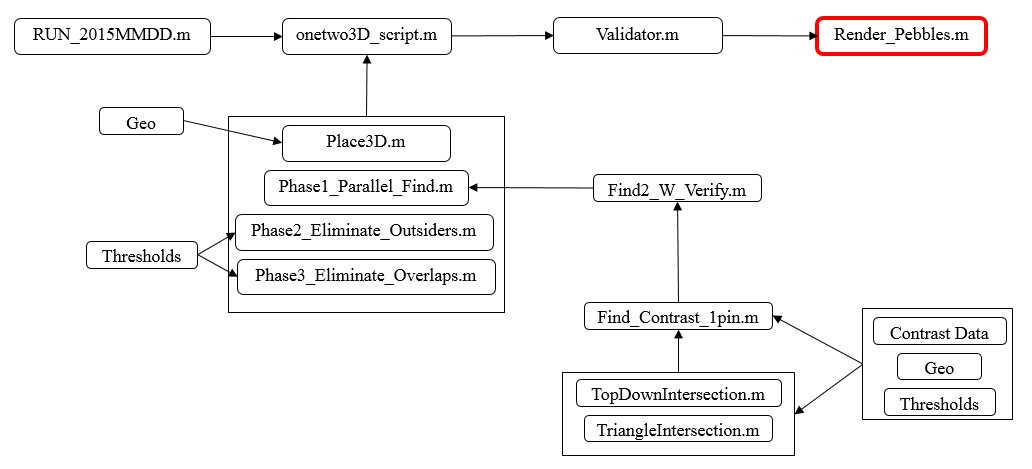 RUN_2015MMDD.m
onetwo3D_script.m
Validator.m
Render_Pebbles.m
Geo
Place3D.m
Phase1_Parallel_Find.m
Find2_W_Verify.m
Phase2_Eliminate_Outsiders.m
Thresholds
Phase3_Eliminate_Overlaps.m
Find_Contrast_1pin.m
Contrast Data
Geo
Thresholds
TopDownIntersection.m
TriangleIntersection.m